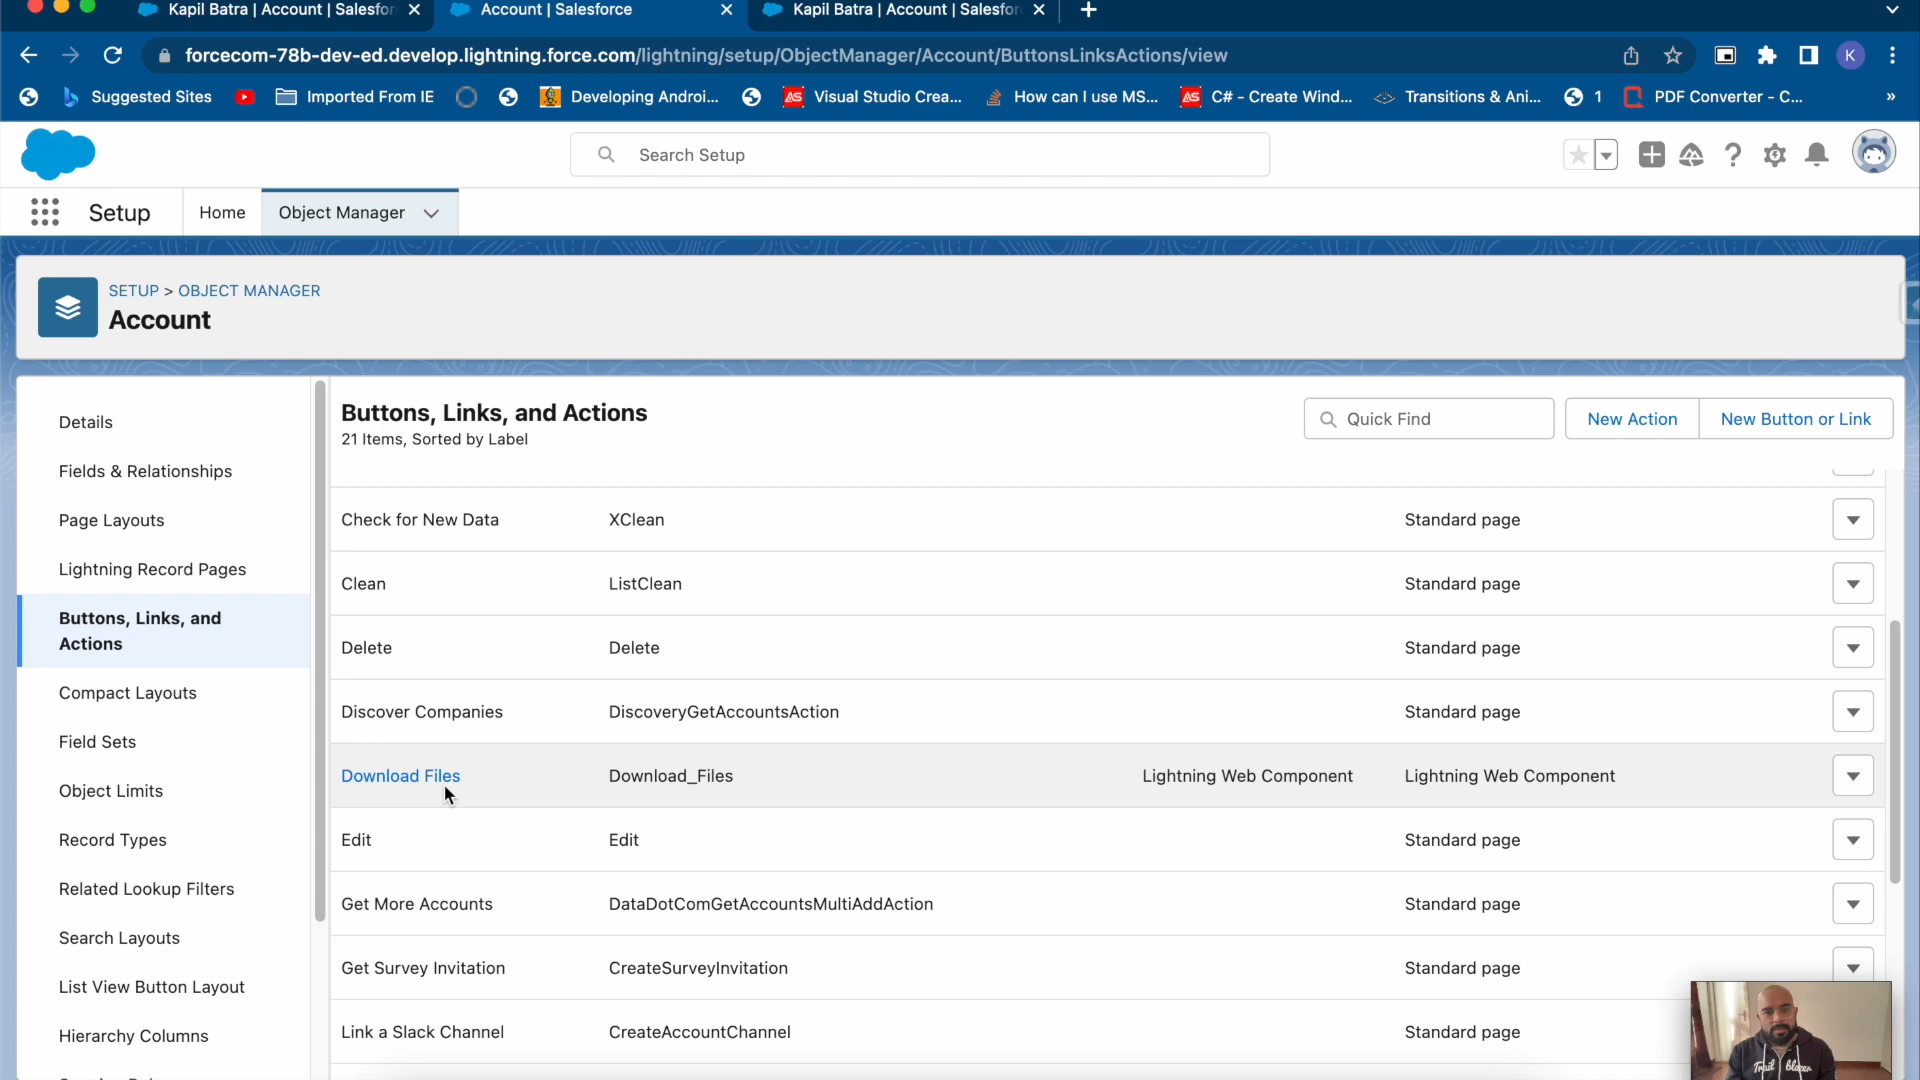 Kapil Batra | Account | Salesfor
Account | Salesforce
Kapil Batra | Account | Salesfor
forcecom-78b-dev-ed.develop.lightning.force.com/lightning/setup/ObjectManager/Account/ButtonsLinksActions/view
K
Suggested Sites
Imported From IE
Developing Androi...
Visual Studio Crea...
How can I use MS...
C# - Create Wind...
Transitions & Ani...
1
PDF Converter - C...
»
Search Setup
Setup
Home
Object Manager
SETUP > OBJECT MANAGER
Account
Details
Fields & Relationships
Page Layouts
Lightning Record Pages
Buttons, Links, and
Actions
Compact Layouts
Field Sets
Object Limits
Record Types
Related Lookup Filters
Search Layouts
List View Button Layout
Hierarchy Columns
Buttons, Links, and Actions
21 Items, Sorted by Label
Quick Find
New Action
New Button or Link
Check for New Data XClean Standard page
Clean ListClean Standard page
Delete Delete Standard page
Discover Companies DiscoveryGetAccountsAction Standard page
Download Files Download_Files Lightning Web Component Lightning Web Component
Edit Edit Standard page
Get More Accounts DataDotComGetAccountsMultiAddAction Standard page
Get Survey Invitation CreateSurveyInvitation Standard page
Link a Slack Channel CreateAccountChannel Standard page
Trail blazer